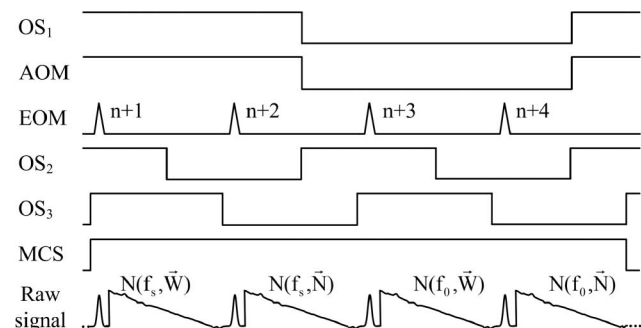 OS₁
AOM
EOM n+1 n+2 n+3 n+4
OS₂
OS₃
MCS
Raw signal N(fₛ,W⃗) N(fₛ,N⃗) N(f₀,W⃗) N(f₀,N⃗)